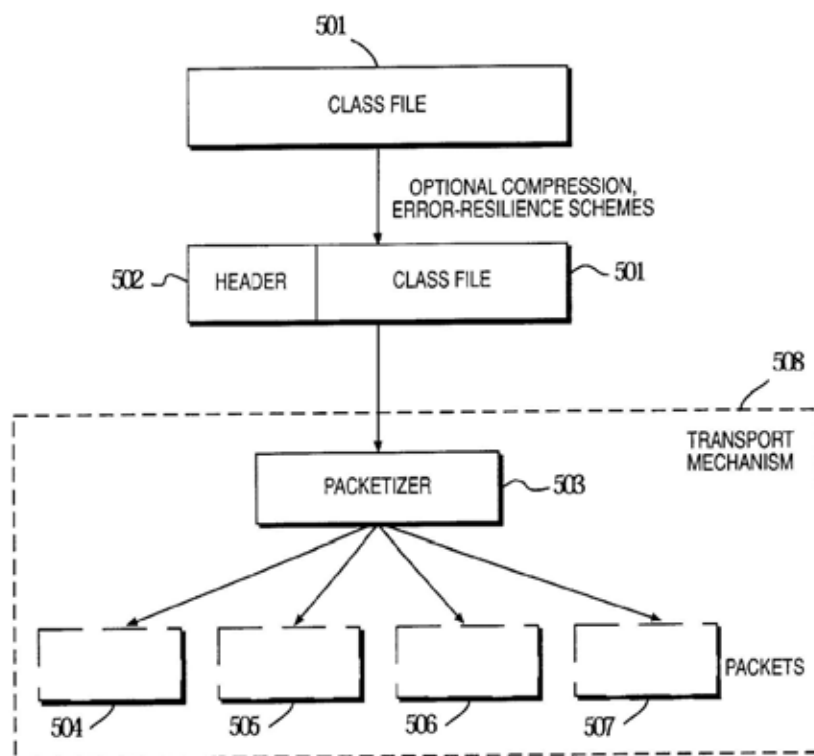 501
CLASS FILE
OPTIONAL COMPRESSION,
ERROR-RESILIENCE SCHEMES
502
HEADER
CLASS FILE
501
508
TRANSPORT
MECHANISM
PACKETIZER
503
PACKETS
504
505
506
507